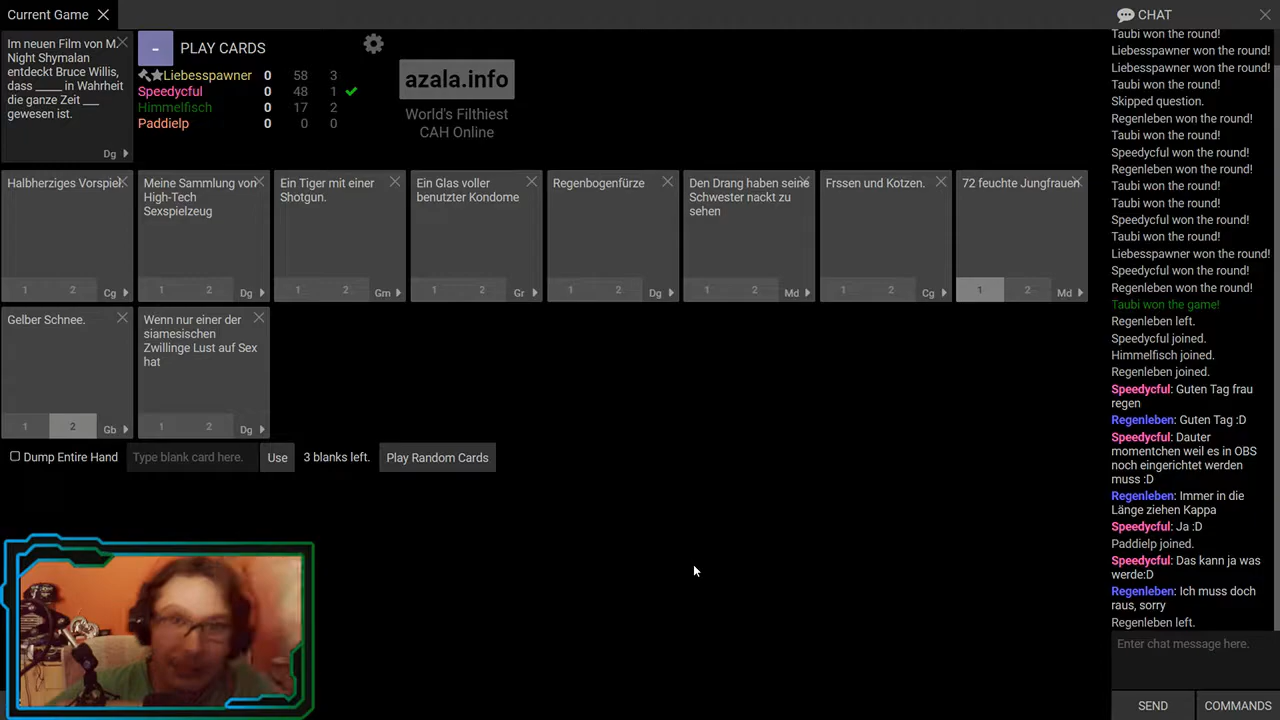 Current Game
Im neuen Film von M.
Night Shymalan
entdeckt Bruce Willis,
dass _____ in Wahrheit
die ganze Zeit ___
gewesen ist.
Dg
-
PLAY CARDS
Liebesspawner 0 58 3
Speedycful 0 48 1
Himmelfisch 0 17 2
Paddielp 0 0 0
azala.info
World's Filthiest
CAH Online
Halbherziges Vorspiel.
1 2 Cg
Meine Sammlung von
High-Tech
Sexspielzeug
1 2 Dg
Ein Tiger mit einer
Shotgun.
1 2 Gm
Ein Glas voller
benutzter Kondome
1 2 Gr
Regenbogenfürze
1 2 Dg
Den Drang haben seine
Schwester nackt zu
sehen
1 2 Md
Frssen und Kotzen.
1 2 Cg
72 feuchte Jungfrauen
1 2 Md
Gelber Schnee.
1 2 Gb
Wenn nur einer der
siamesischen
Zwillinge Lust auf Sex
hat
1 2 Dg
Dump Entire Hand
Type blank card here.
Use
3 blanks left.
Play Random Cards
CHAT
Taubi won the round!
Liebesspawner won the round!
Liebesspawner won the round!
Taubi won the round!
Skipped question.
Regenleben won the round!
Taubi won the round!
Speedycful won the round!
Regenleben won the round!
Taubi won the round!
Taubi won the round!
Speedycful won the round!
Taubi won the round!
Liebesspawner won the round!
Speedycful won the round!
Regenleben won the round!
Taubi won the game!
Regenleben left.
Speedycful joined.
Himmelfisch joined.
Regenleben joined.
Speedycful: Guten Tag frau
regen
Regenleben: Guten Tag :D
Speedycful: Dauter
momentchen weil es in OBS
noch eingerichtet werden
muss :D
Regenleben: Immer in die
Länge ziehen Kappa
Speedycful: Ja :D
Paddielp joined.
Speedycful: Das kann ja was
werde:D
Regenleben: Ich muss doch
raus, sorry
Regenleben left.
Enter chat message here.
SEND
COMMANDS